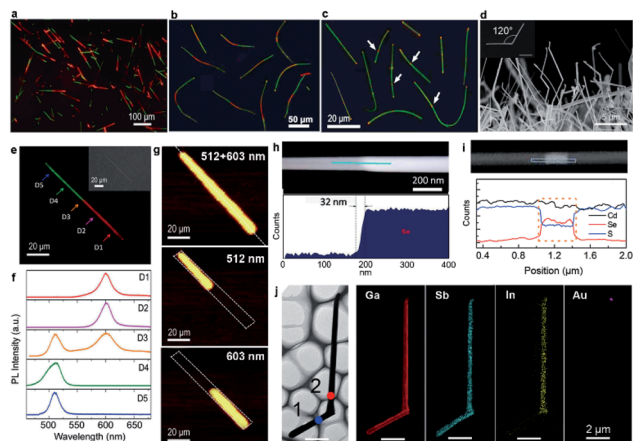 a
100 μm
b
50 μm
c
20 μm
d
120°
5 μm
e
20 μm
D5
D4
D3
D2
D1
20 μm
f
PL Intensity (a.u.)
D1
D2
D3
D4
D5
500
550
600
650
Wavelength (nm)
g
512+603 nm
20 μm
512 nm
20 μm
603 nm
20 μm
h
200 nm
32 nm
Counts
Se
0
100
200
300
400
nm
i
Counts
Cd
Se
S
0.4
0.8
1.2
1.6
2.0
Position (μm)
j
2
1
Ga
Sb
In
Au
2 μm